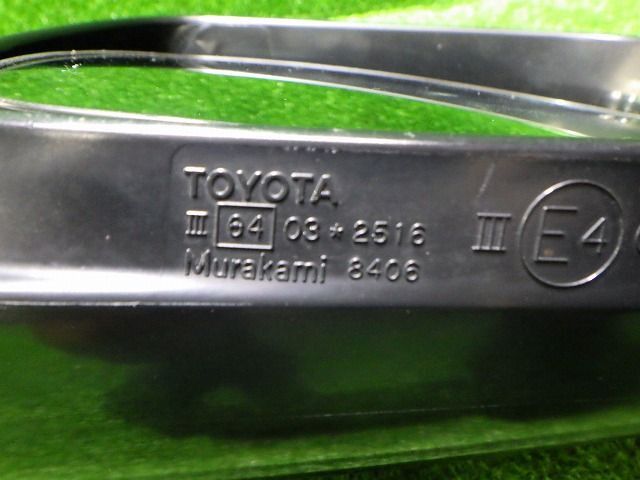 TOYOTA
III 64 03*2516
Murakami 8406
III E4